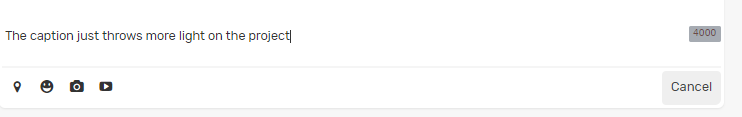 The caption just throws more light on the project
4000
Cancel